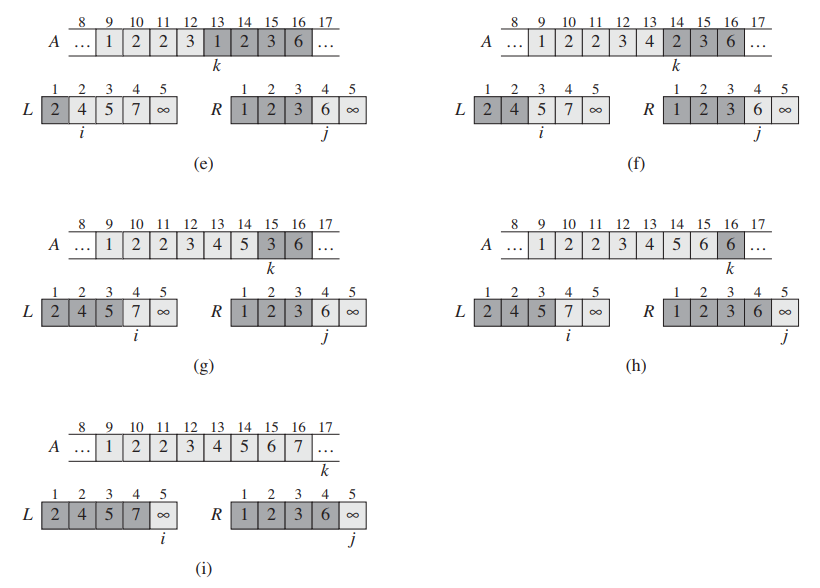 8 9 10 11 12 13 14 15 16 17
A … 1 2 2 3 1 2 3 6 …
k
1 2 3 4 5
L 2 4 5 7 ∞
i
1 2 3 4 5
R 1 2 3 6 ∞
j
(e)
8 9 10 11 12 13 14 15 16 17
A … 1 2 2 3 4 2 3 6 …
k
1 2 3 4 5
L 2 4 5 7 ∞
i
1 2 3 4 5
R 1 2 3 6 ∞
j
(f)
8 9 10 11 12 13 14 15 16 17
A … 1 2 2 3 4 5 3 6 …
k
1 2 3 4 5
L 2 4 5 7 ∞
i
1 2 3 4 5
R 1 2 3 6 ∞
j
(g)
8 9 10 11 12 13 14 15 16 17
A … 1 2 2 3 4 5 6 6 …
k
1 2 3 4 5
L 2 4 5 7 ∞
i
1 2 3 4 5
R 1 2 3 6 ∞
j
(h)
8 9 10 11 12 13 14 15 16 17
A … 1 2 2 3 4 5 6 7 …
k
1 2 3 4 5
L 2 4 5 7 ∞
i
1 2 3 4 5
R 1 2 3 6 ∞
j
(i)